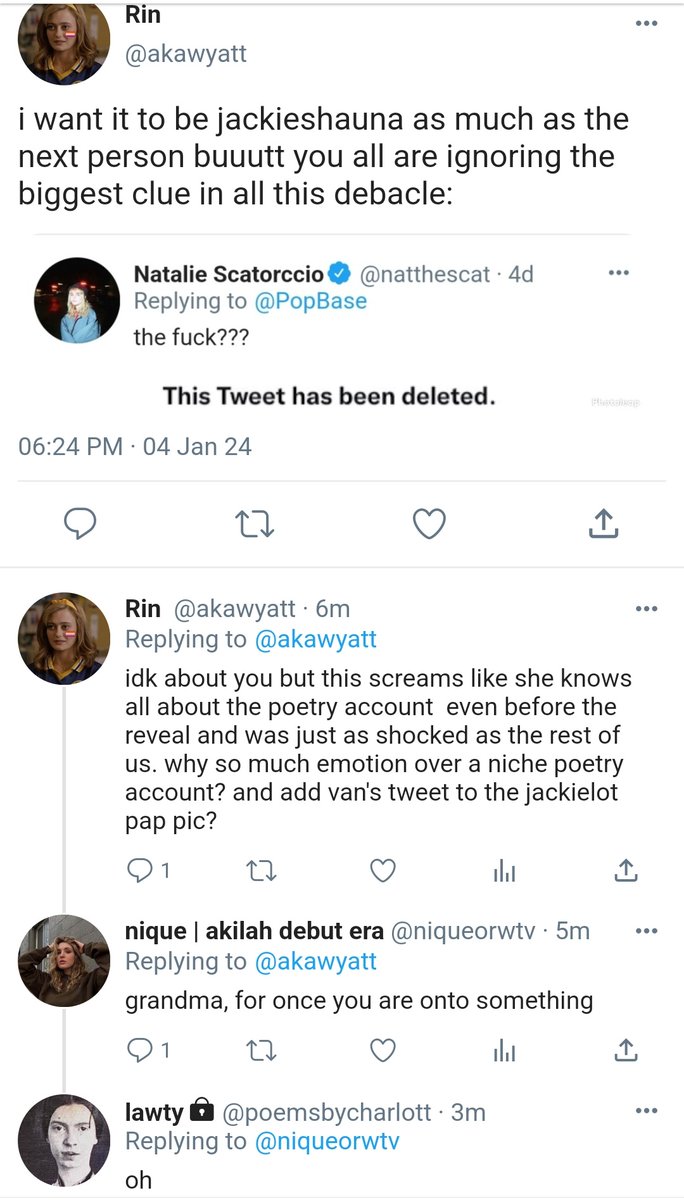 Rin
@akawyatt
i want it to be jackieshauna as much as the
next person buuutt you all are ignoring the
biggest clue in all this debacle:
Natalie Scatorccio @natthescat · 4d
Replying to @PopBase
the fuck???
This Tweet has been deleted.
Photoleap
06:24 PM · 04 Jan 24
Rin @akawyatt · 6m
Replying to @akawyatt
idk about you but this screams like she knows
all about the poetry account even before the
reveal and was just as shocked as the rest of
us. why so much emotion over a niche poetry
account? and add van's tweet to the jackielot
pap pic?
1
nique | akilah debut era @niqueorwtv · 5m
Replying to @akawyatt
grandma, for once you are onto something
1
lawty @poemsbycharlott · 3m
Replying to @niqueorwtv
oh